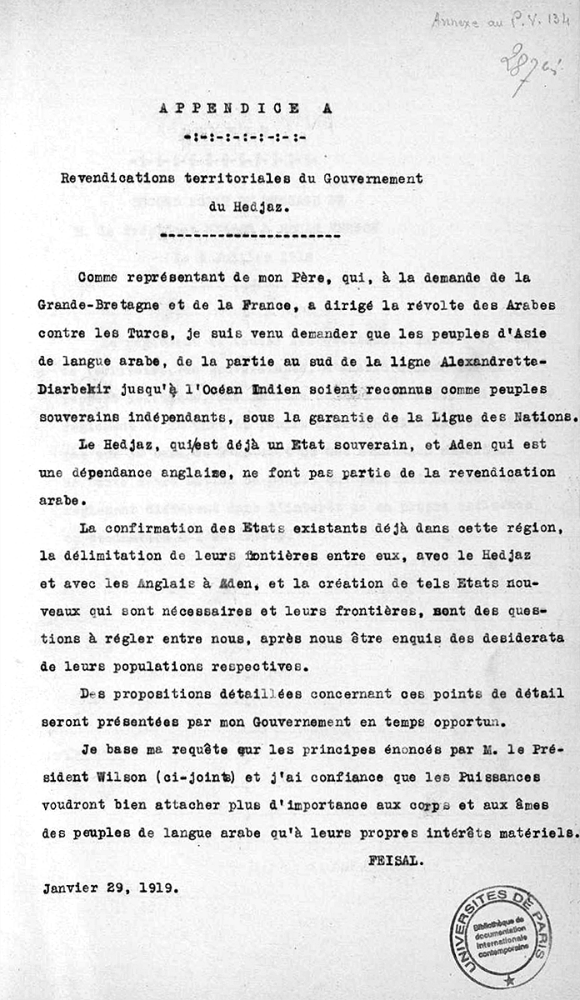 Annexe au P.V. 134
APPENDICE A
-:-:-:-:-:-:-:-
Revendications territoriales du Gouvernement
du Hedjaz.
-----------------------
Comme représentant de mon Père, qui, à la demande de la
Grande-Bretagne et de la France, a dirigé la révolte des Arabes
contre les Turcs, je suis venu demander que les peuples d'Asie
de langue arabe, de la partie au sud de la ligne Alexandrette-
Diarbekir jusqu'à l'Océan Indien soient reconnus comme peuples
souverains indépendants, sous la garantie de la Ligue des Nations.
Le Hedjaz, qui/est déjà un Etat souverain, et Aden qui est
une dépendance anglaise, ne font pas partie de la revendication
arabe.
La confirmation des Etats existants déjà dans cette région,
la délimitation de leurs fontières entre eux, avec le Hedjaz
et avec les Anglais à Aden, et la création de tels Etats nou-
veaux qui sont nécessaires et leurs frontières, sont des ques-
tions à régler entre nous, après nous être enquis des desiderata
de leurs populations respectives.
Des propositions détaillées concernant ces points de détail
seront présentées par mon Gouvernement en temps opportun.
Je base ma requête sur les principes énoncés par M. le Pré-
sident Wilson (ci-joints) et j'ai confiance que les Puissances
voudront bien attacher plus d'importance aux corps et aux âmes
des peuples de langue arabe qu'à leurs propres intérêts matériels.
FEISAL.
Janvier 29, 1919.
UNIVERSITES DE PARIS
Bibliothèque de
documentation
internationale
contemporaine